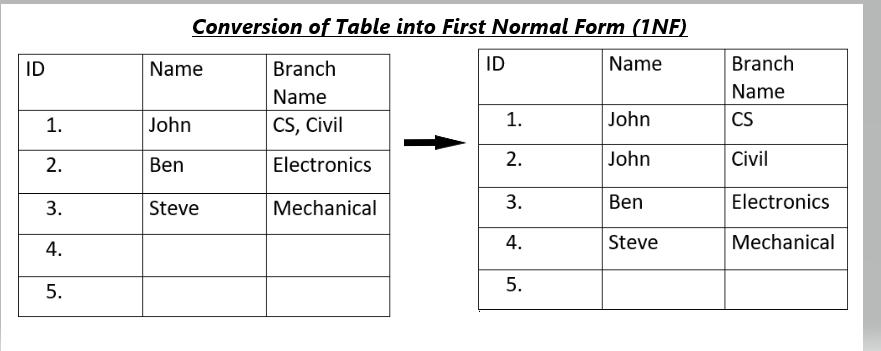 Conversion of Table into First Normal Form (1NF)
ID Name Branch
Name
1. John CS, Civil
2. Ben Electronics
3. Steve Mechanical
4.
5.
ID Name Branch
Name
1. John CS
2. John Civil
3. Ben Electronics
4. Steve Mechanical
5.